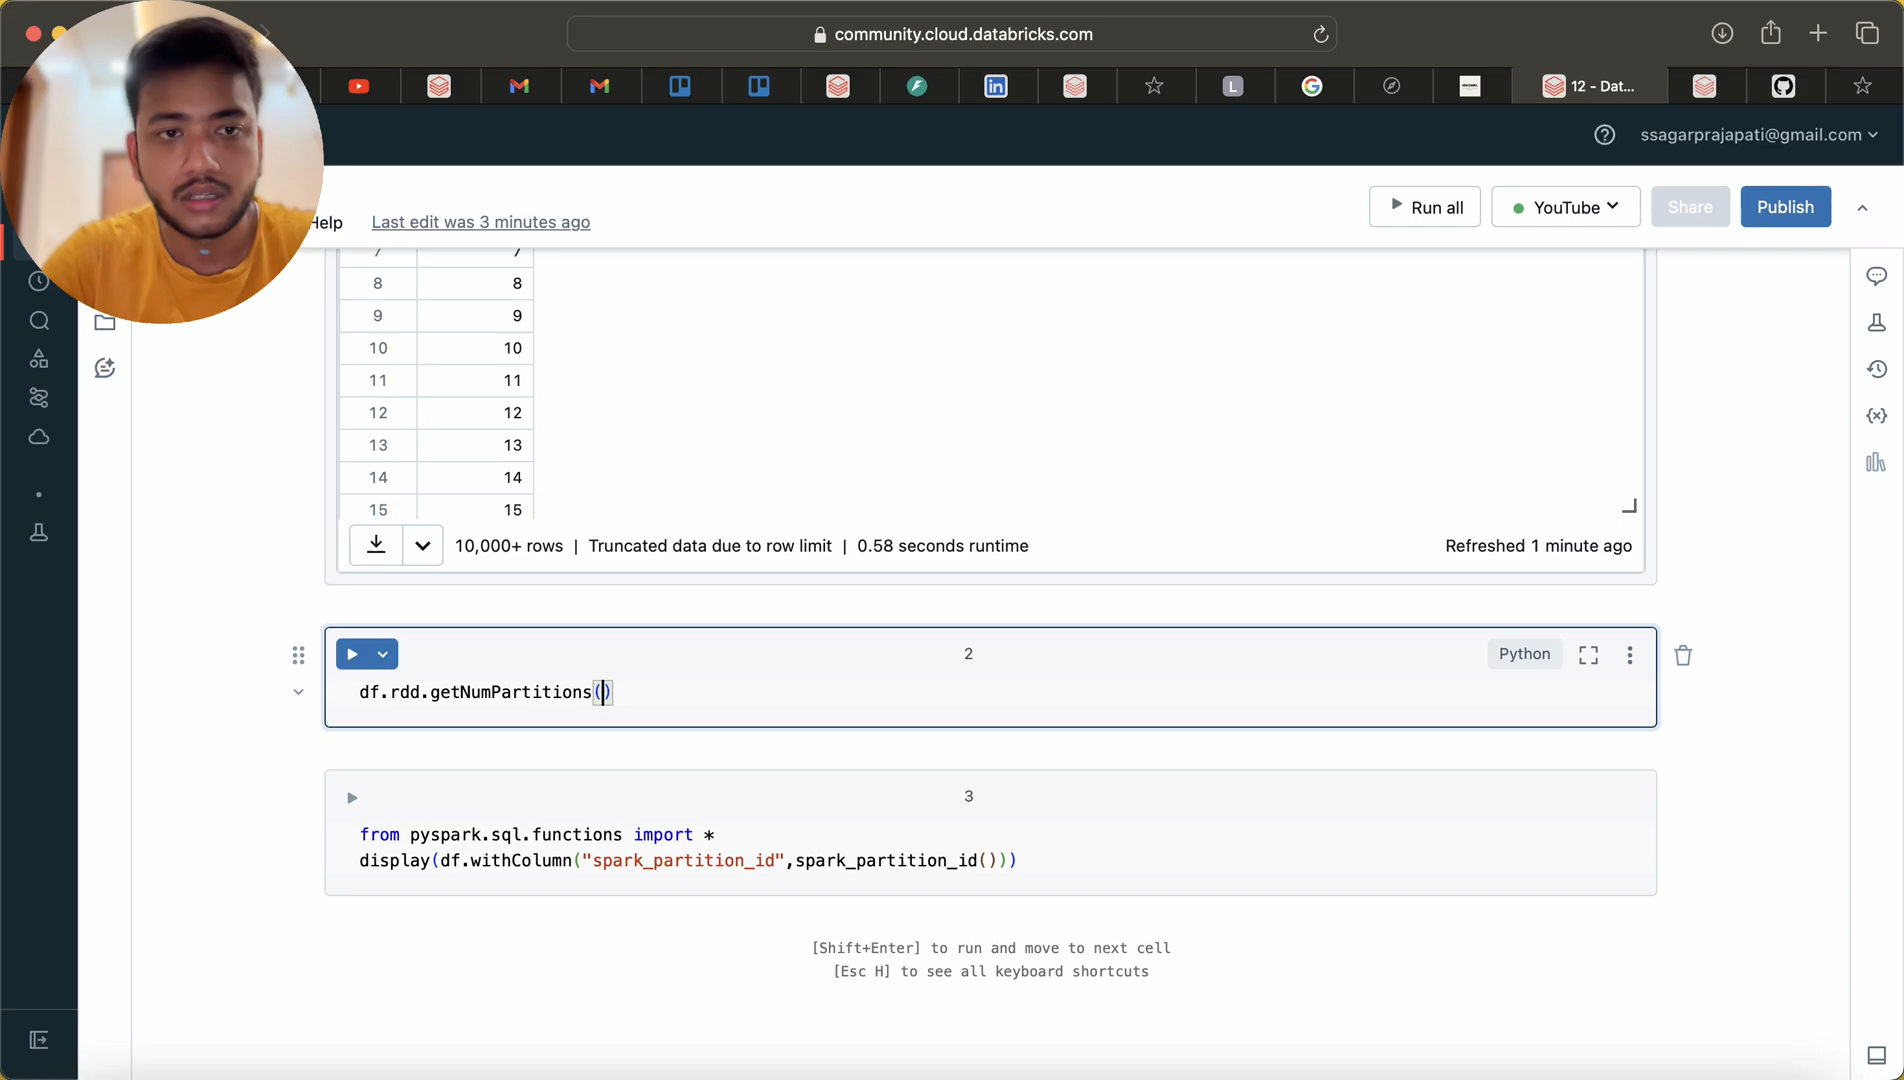 community.cloud.databricks.com
L
12 - Dat...
ssagarprajapati@gmail.com
Help
Last edit was 3 minutes ago
Run all
YouTube
Share
Publish
7 7
8 8
9 9
10 10
11 11
12 12
13 13
14 14
15 15
10,000+ rows | Truncated data due to row limit | 0.58 seconds runtime
Refreshed 1 minute ago
2
Python
df.rdd.getNumPartitions()
3
from pyspark.sql.functions import *
display(df.withColumn("spark_partition_id",spark_partition_id()))
[Shift+Enter] to run and move to next cell
[Esc H] to see all keyboard shortcuts